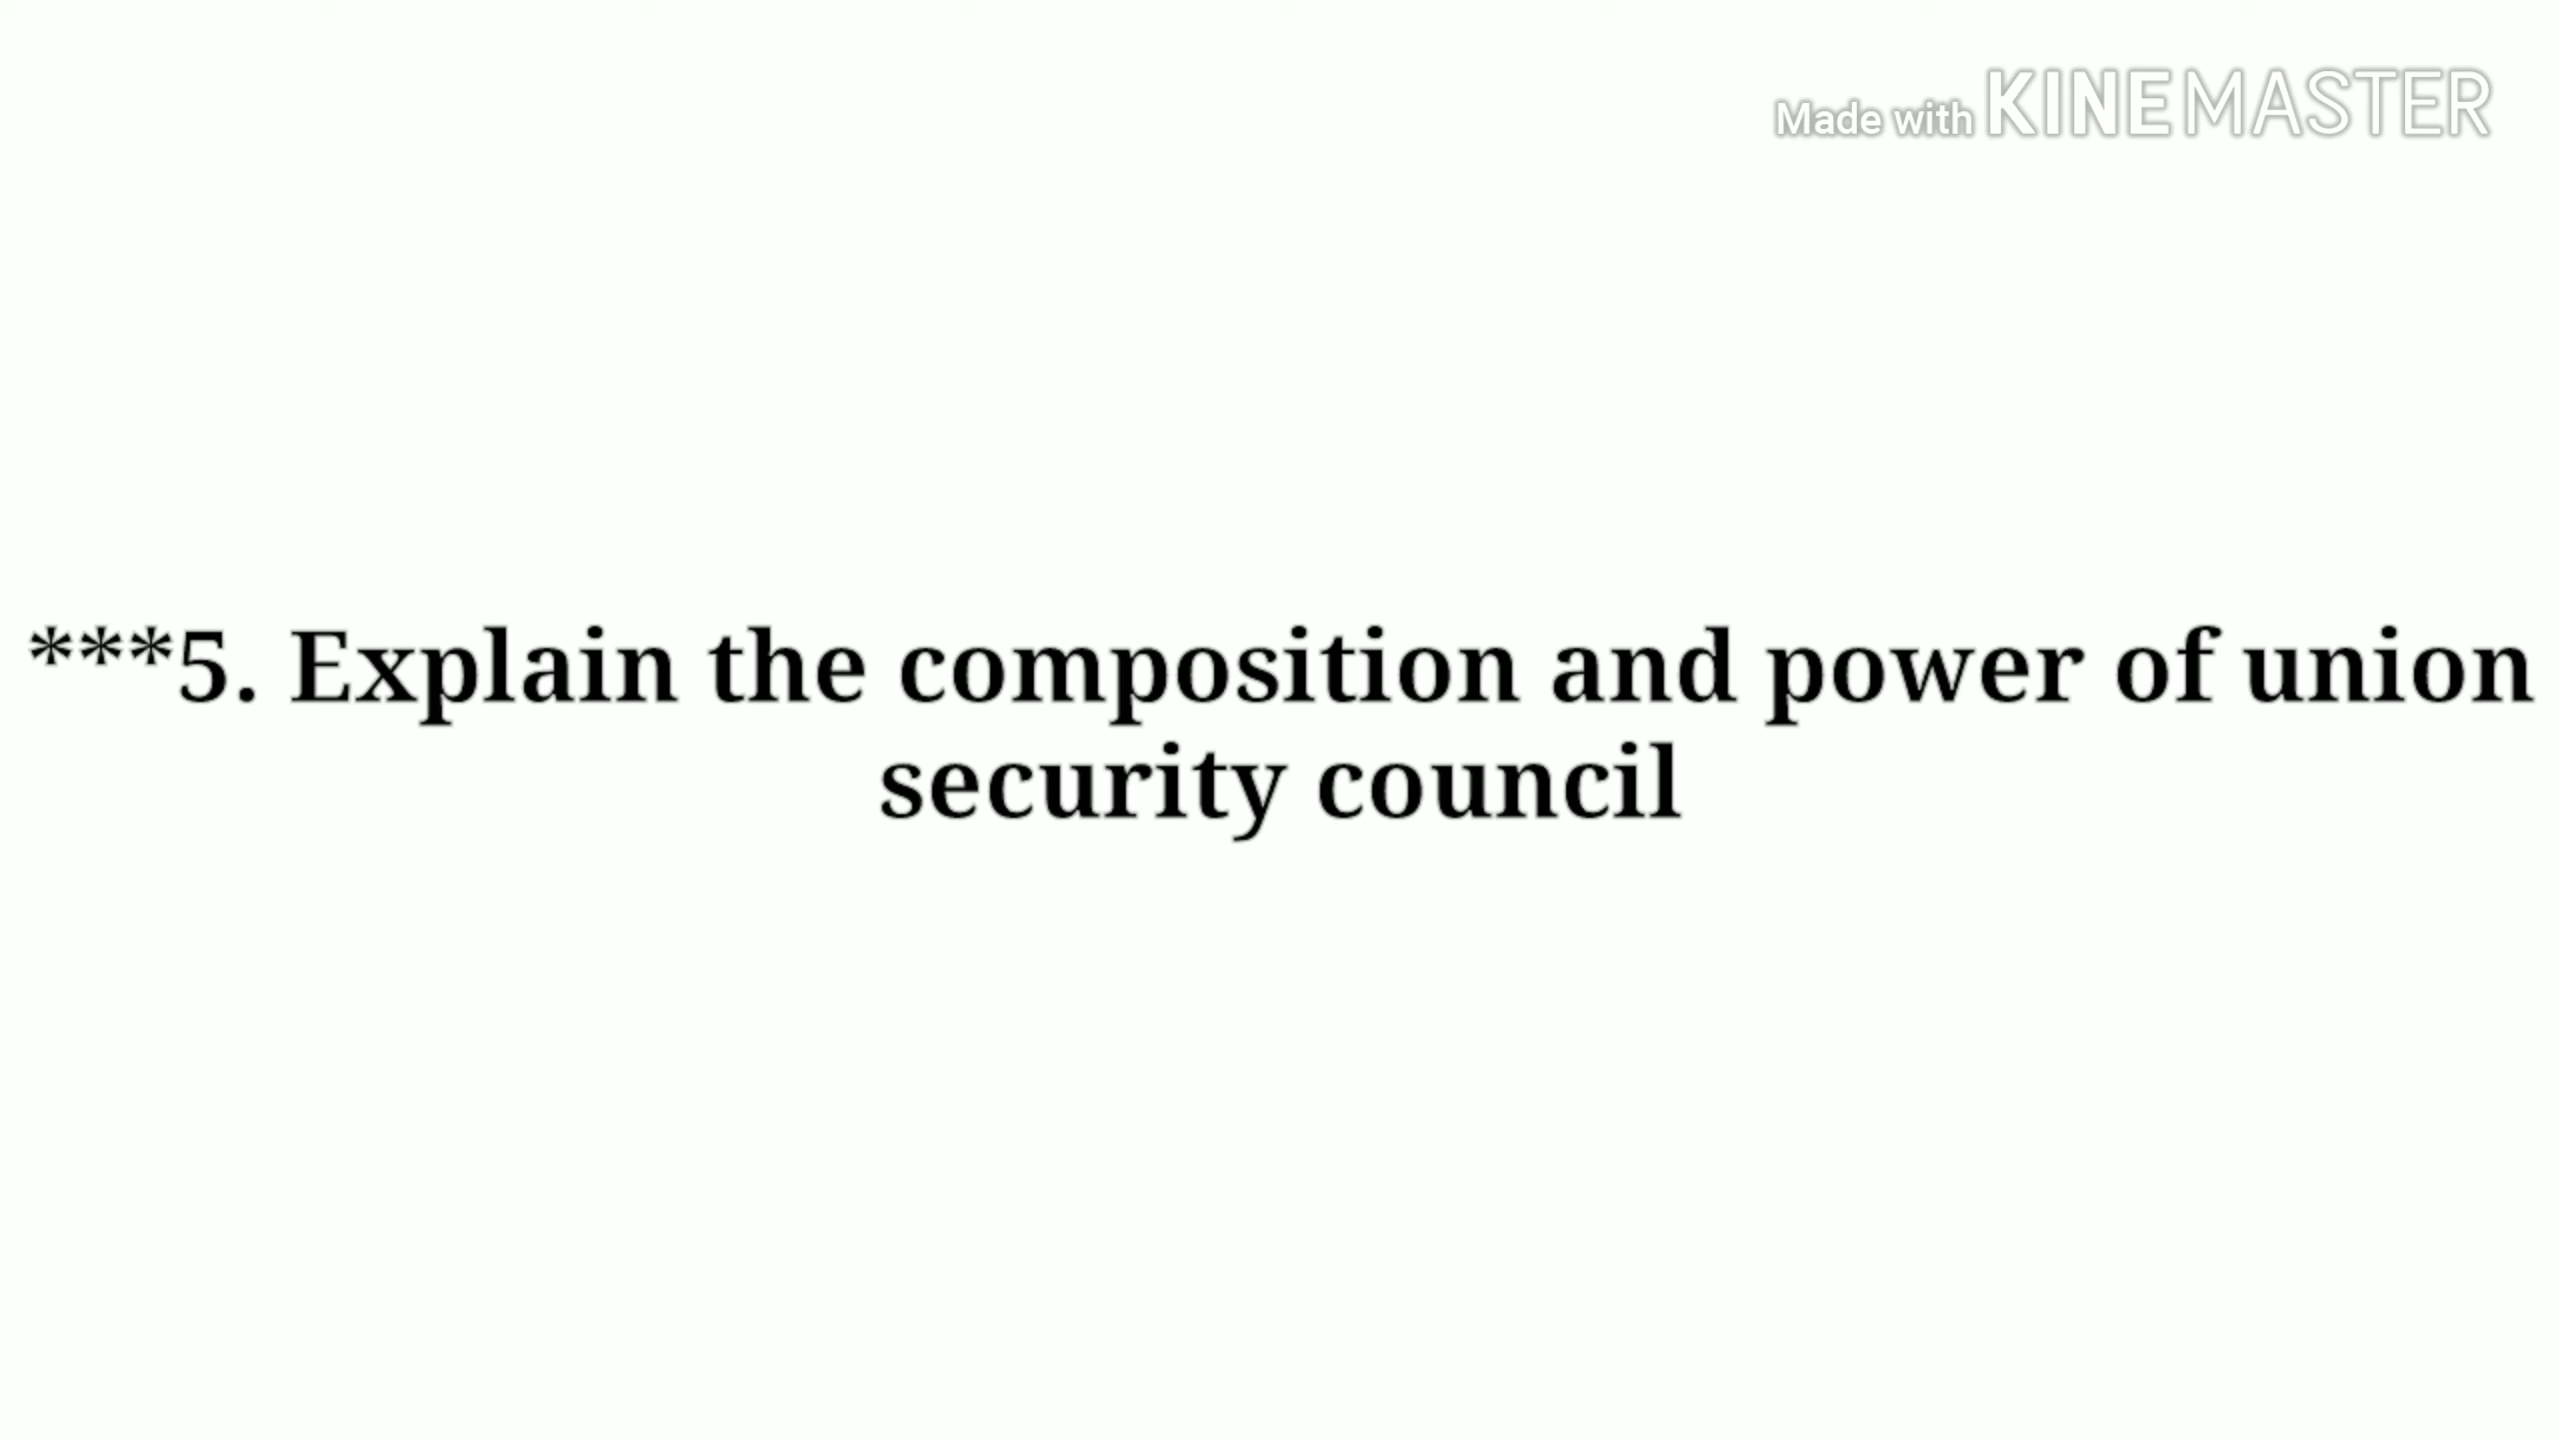 Made with KINEMASTER
***5. Explain the composition and power of union
security council